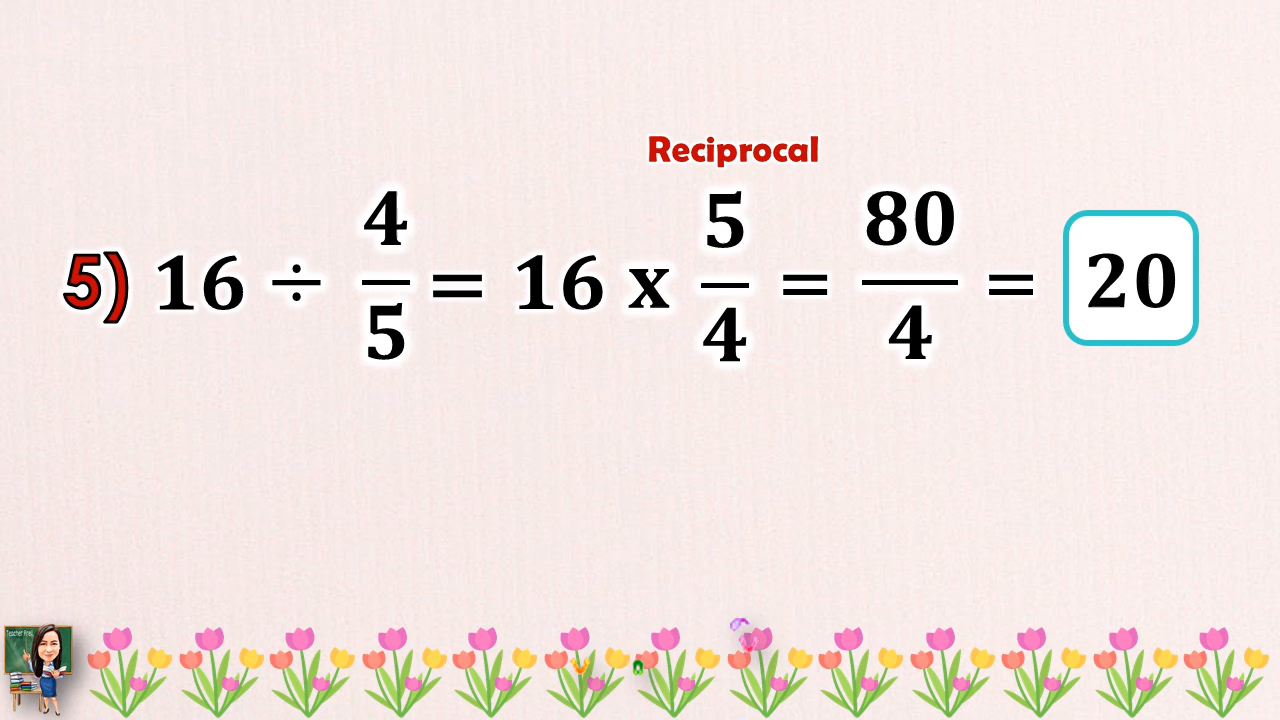 Reciprocal
5) 16 ÷ 4/5 = 16 x 5/4 = 80/4 = 20